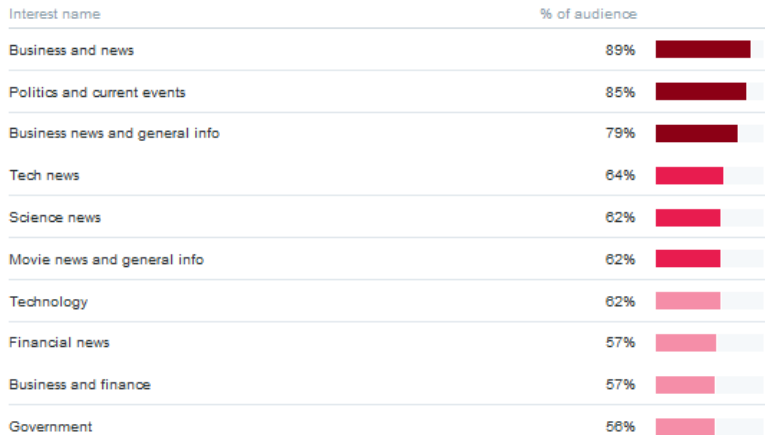 Interest name % of audience
Business and news 89%
Politics and current events 85%
Business news and general info 79%
Tech news 64%
Science news 62%
Movie news and general info 62%
Technology 62%
Financial news 57%
Business and finance 57%
Government 56%